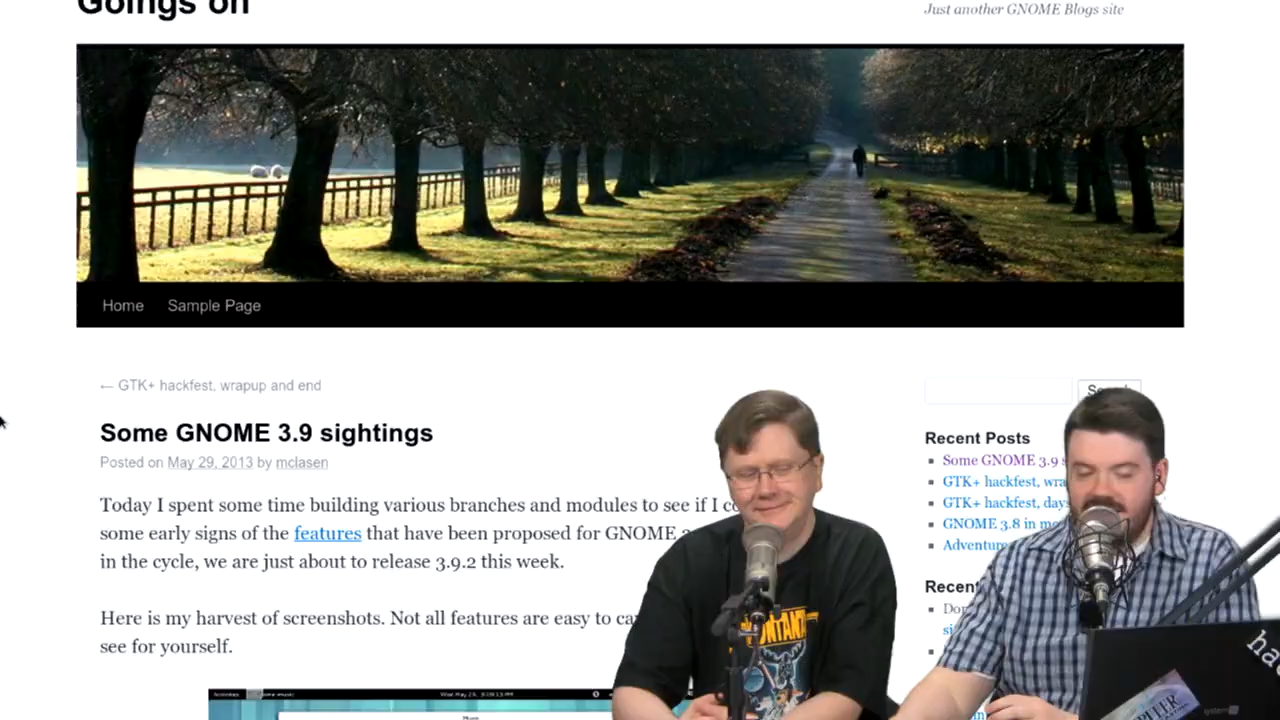 Goings on
Just another GNOME Blogs site
Home Sample Page
← GTK+ hackfest, wrapup and end
Some GNOME 3.9 sightings
Posted on May 29, 2013 by mclasen
Today I spent some time building various branches and modules to see if I
some early signs of the features that have been proposed for GNOME
in the cycle, we are just about to release 3.9.2 this week.
Here is my harvest of screenshots. Not all features are easy to
see for yourself.
Recent Posts
Some GNOME 3.9
GTK+ hackfest,
GTK+ hackfest,
GNOME 3.8 in
Recent